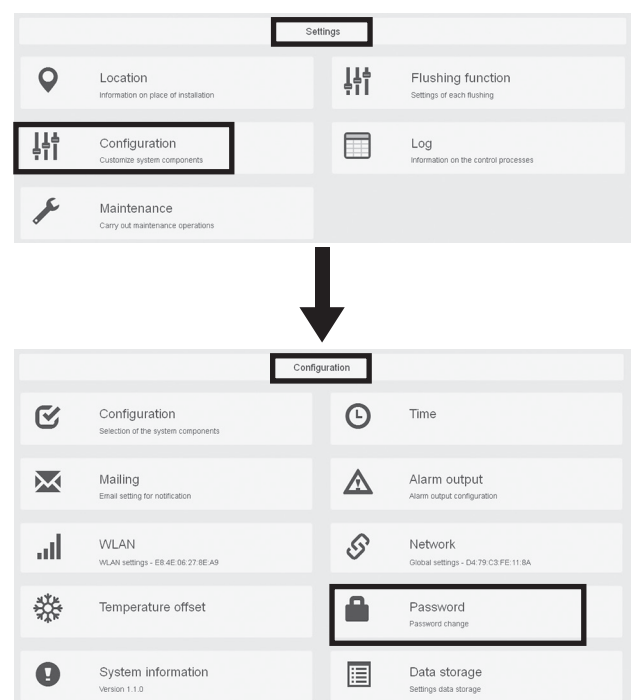 Settings
Location
Information on place of installation
Flushing function
Settings of each flushing
Configuration
Customize system components
Log
Information on the control processes
Maintenance
Carry out maintenance operations
Configuration
Configuration
Selection of the system components
Time
Mailing
Email setting for notification
Alarm output
Alarm output configuration
WLAN
WLAN settings - E8:4E:06:27:8E:A9
Network
Global settings - D4:79:C3:FE:11:8A
Temperature offset
Password
Password change
System information
Version 1.1.0
Data storage
Settings data storage